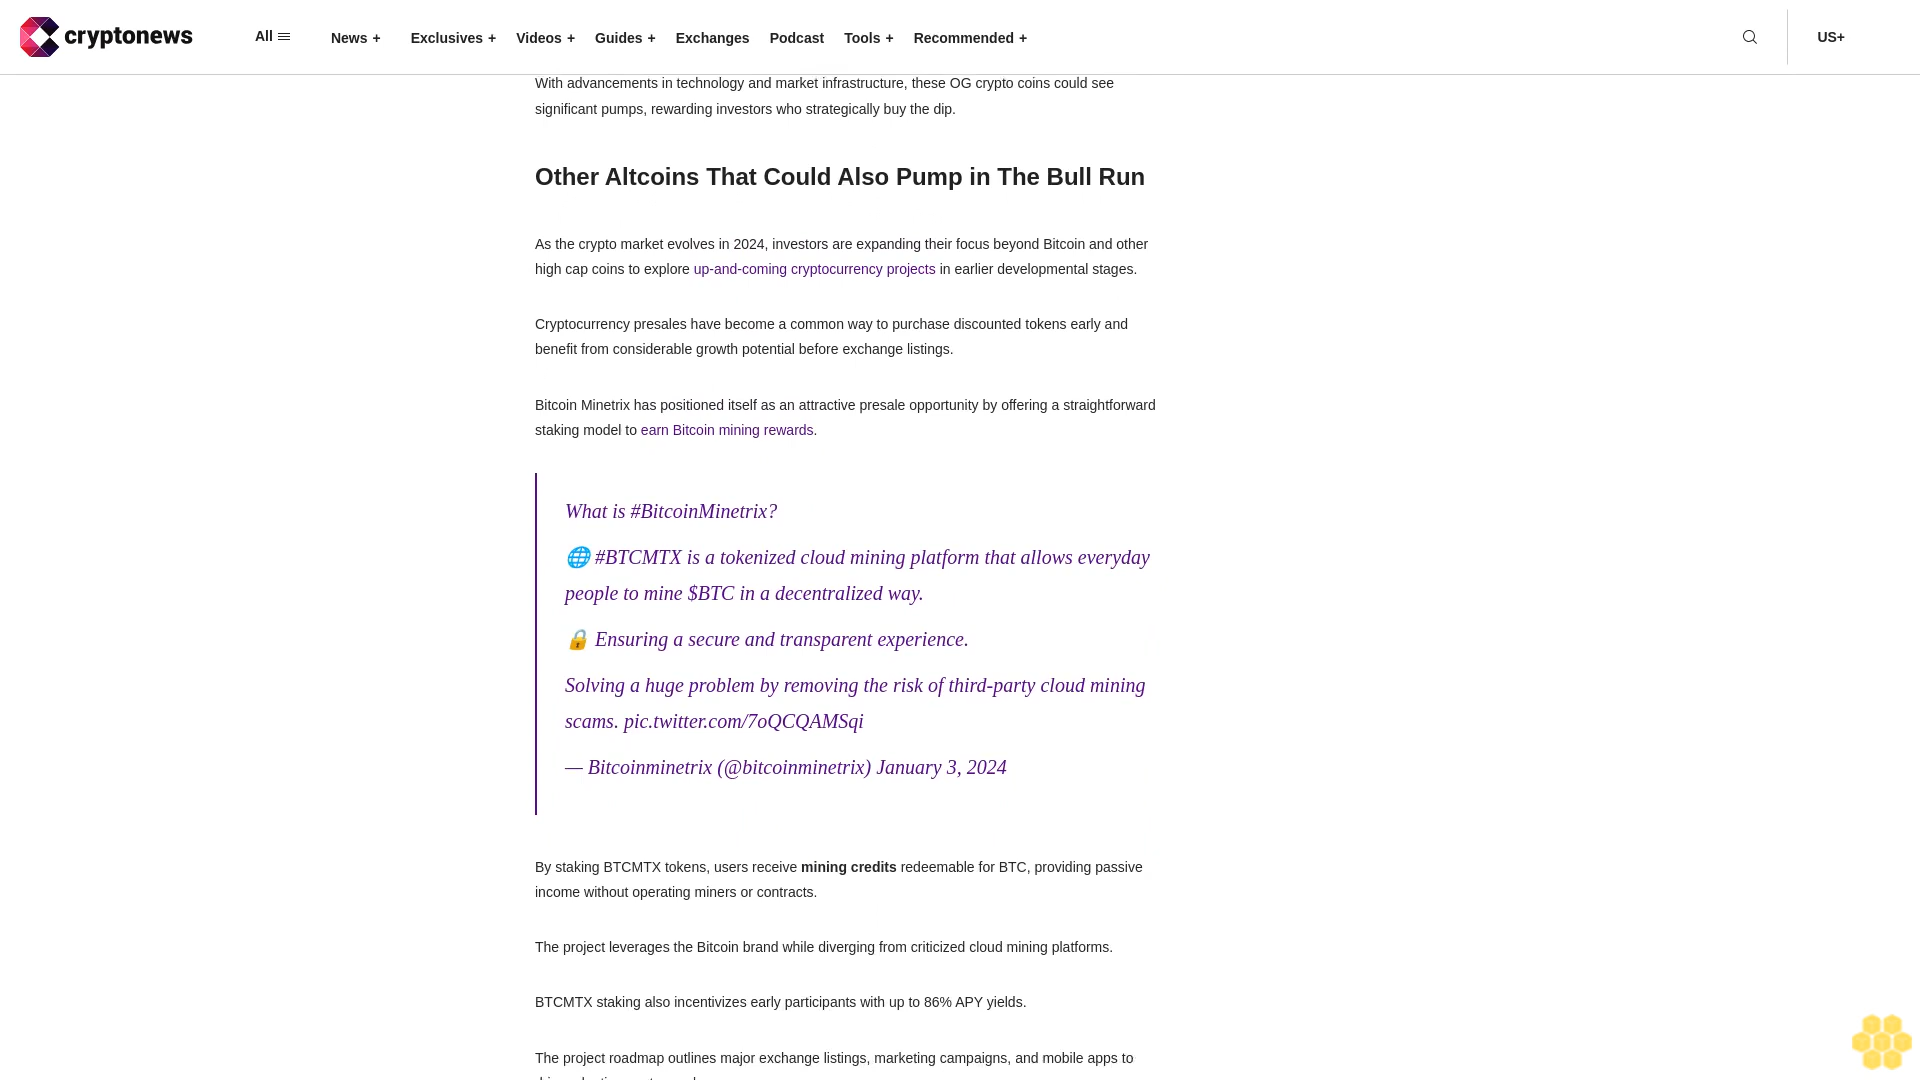 cryptonews All News + Exclusives + Videos + Guides + Exchanges Podcast Tools + Recommended + US+
With advancements in technology and market infrastructure, these OG crypto coins could see
significant pumps, rewarding investors who strategically buy the dip.
Other Altcoins That Could Also Pump in The Bull Run
As the crypto market evolves in 2024, investors are expanding their focus beyond Bitcoin and other
high cap coins to explore up-and-coming cryptocurrency projects in earlier developmental stages.
Cryptocurrency presales have become a common way to purchase discounted tokens early and
benefit from considerable growth potential before exchange listings.
Bitcoin Minetrix has positioned itself as an attractive presale opportunity by offering a straightforward
staking model to earn Bitcoin mining rewards.
What is #BitcoinMinetrix?
🌐 #BTCMTX is a tokenized cloud mining platform that allows everyday
people to mine $BTC in a decentralized way.
🔒 Ensuring a secure and transparent experience.
Solving a huge problem by removing the risk of third-party cloud mining
scams. pic.twitter.com/7oQCQAMSqi
— Bitcoinminetrix (@bitcoinminetrix) January 3, 2024
By staking BTCMTX tokens, users receive mining credits redeemable for BTC, providing passive
income without operating miners or contracts.
The project leverages the Bitcoin brand while diverging from criticized cloud mining platforms.
BTCMTX staking also incentivizes early participants with up to 86% APY yields.
The project roadmap outlines major exchange listings, marketing campaigns, and mobile apps to